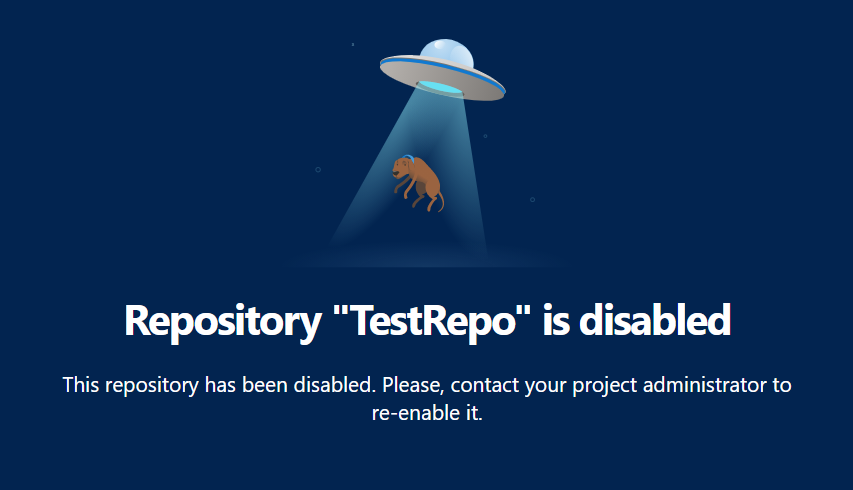 Repository "TestRepo" is disabled
This repository has been disabled. Please, contact your project administrator to
re-enable it.